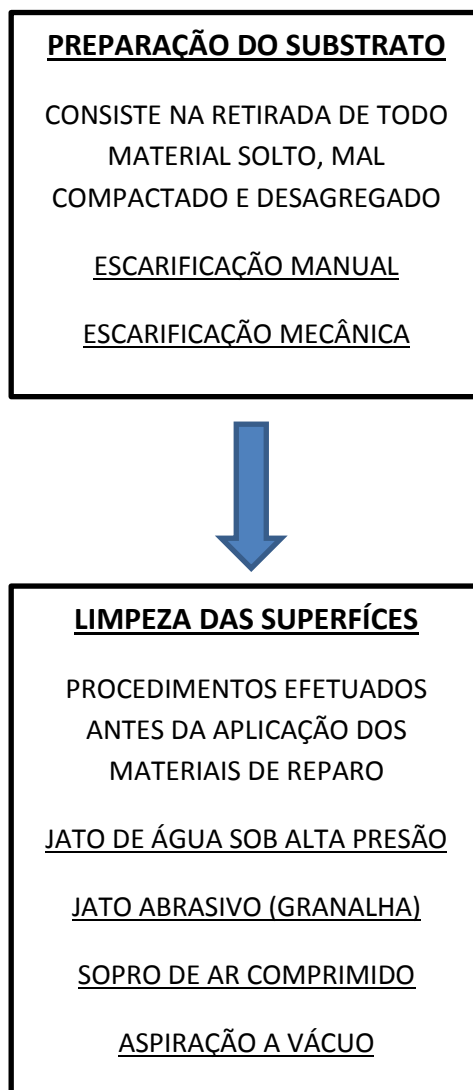 PREPARAÇÃO DO SUBSTRATO
CONSISTE NA RETIRADA DE TODO
MATERIAL SOLTO, MAL
COMPACTADO E DESAGREGADO
ESCARIFICAÇÃO MANUAL
ESCARIFICAÇÃO MECÂNICA
LIMPEZA DAS SUPERFÍCES
PROCEDIMENTOS EFETUADOS
ANTES DA APLICAÇÃO DOS
MATERIAIS DE REPARO
JATO DE ÁGUA SOB ALTA PRESÃO
JATO ABRASIVO (GRANALHA)
SOPRO DE AR COMPRIMIDO
ASPIRAÇÃO A VÁCUO